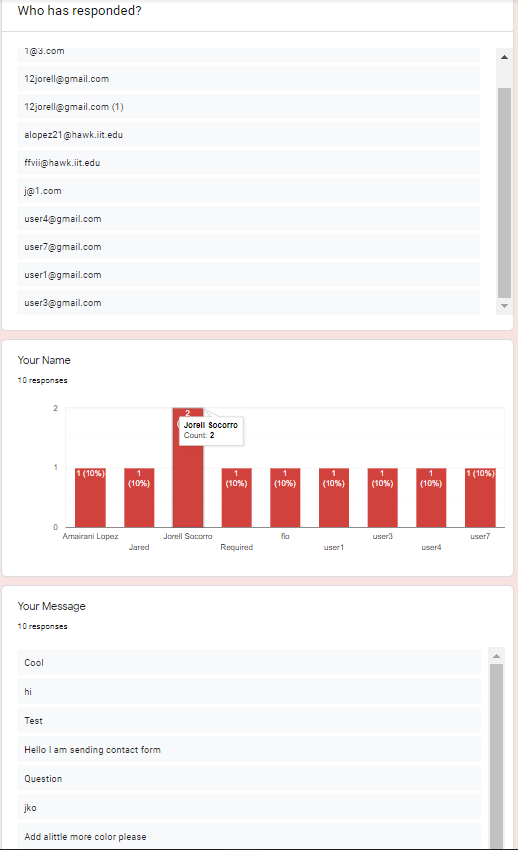 Who has responded?
1@3.com
12jorell@gmail.com
12jorell@gmail.com (1)
alopez21@hawk.iit.edu
ffvii@hawk.iit.edu
j@1.com
user4@gmail.com
user7@gmail.com
user1@gmail.com
user3@gmail.com
Your Name
10 responses
2
1
0
1 (10%)
1
(10%)
2
Jorell Socorro
Count: 2
1
(10%)
1
(10%)
1
(10%)
1
(10%)
1
(10%)
1 (10%)
Amairani Lopez
Jared
Jorell Socorro
Required
flo
user1
user3
user4
user7
Your Message
10 responses
Cool
hi
Test
Hello I am sending contact form
Question
jko
Add alittle more color please